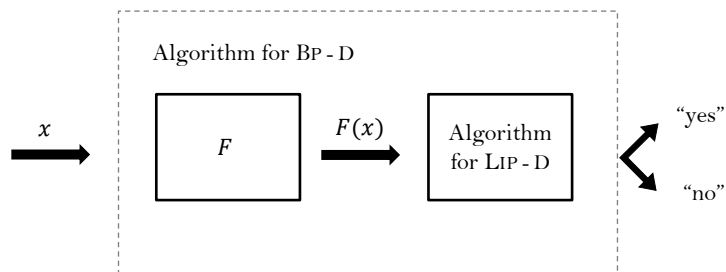 Algorithm for BP - D
x
F
F(x)
Algorithm
for LIP - D
“yes”
“no”